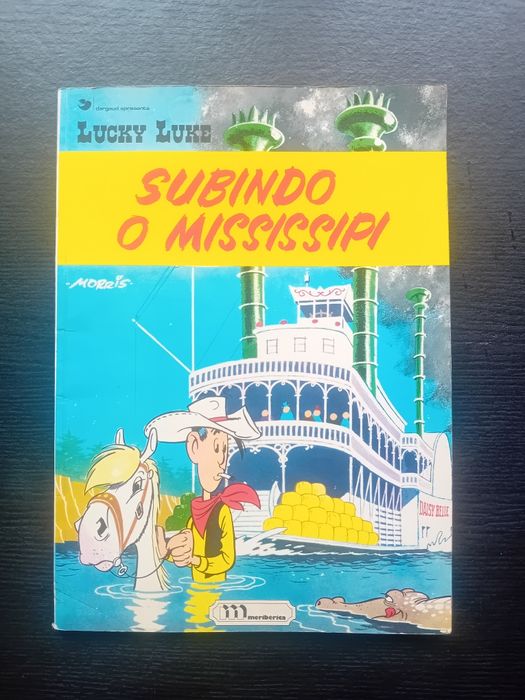 dargaud apresenta
LUCKY LUKE
SUBINDO
O MISSISSIPI
·MORRIS·
DAISY BELLE
meribérica